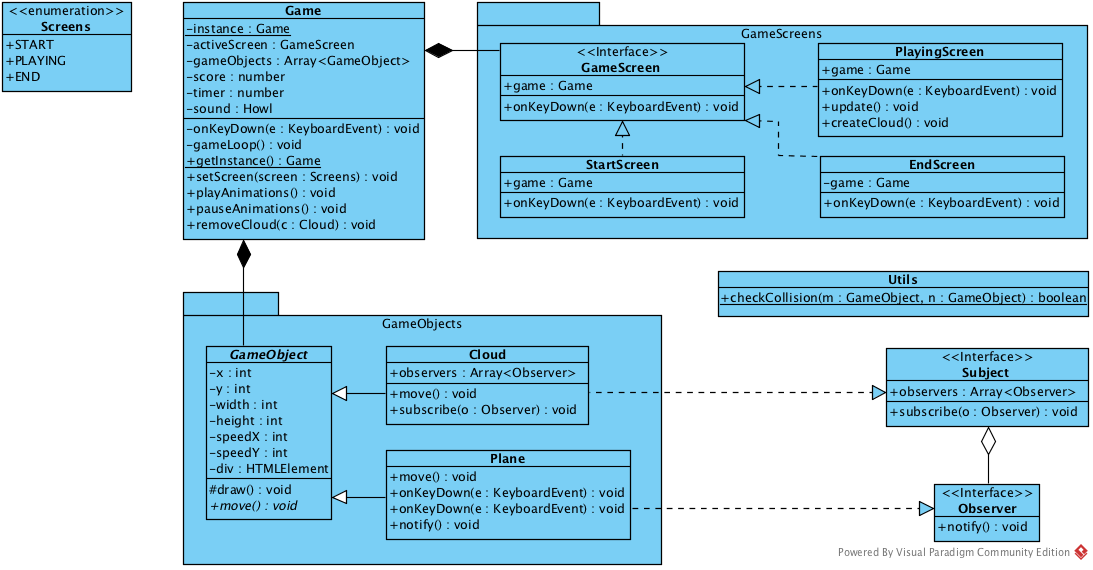 <<enumeration>>
Screens
+START
+PLAYING
+END
Game
-instance : Game
-activeScreen : GameScreen
-gameObjects : Array<GameObject>
-score : number
-timer : number
-sound : Howl
-onKeyDown(e : KeyboardEvent) : void
-gameLoop() : void
+getInstance() : Game
+setScreen(screen : Screens) : void
+playAnimations() : void
+pauseAnimations() : void
+removeCloud(c : Cloud) : void
GameScreens
<<Interface>>
GameScreen
+game : Game
+onKeyDown(e : KeyboardEvent) : void
PlayingScreen
+game : Game
+onKeyDown(e : KeyboardEvent) : void
+update() : void
+createCloud() : void
StartScreen
+game : Game
+onKeyDown(e : KeyboardEvent) : void
EndScreen
-game : Game
+onKeyDown(e : KeyboardEvent) : void
Utils
+checkCollision(m : GameObject, n : GameObject) : boolean
GameObjects
GameObject
-x : int
-y : int
-width : int
-height : int
-speedX : int
-speedY : int
-div : HTMLElement
#draw() : void
+move() : void
Cloud
+observers : Array<Observer>
+move() : void
+subscribe(o : Observer) : void
Plane
+move() : void
+onKeyDown(e : KeyboardEvent) : void
+onKeyDown(e : KeyboardEvent) : void
+notify() : void
<<Interface>>
Subject
+observers : Array<Observer>
+subscribe(o : Observer) : void
<<Interface>>
Observer
+notify() : void
Powered By Visual Paradigm Community Edition